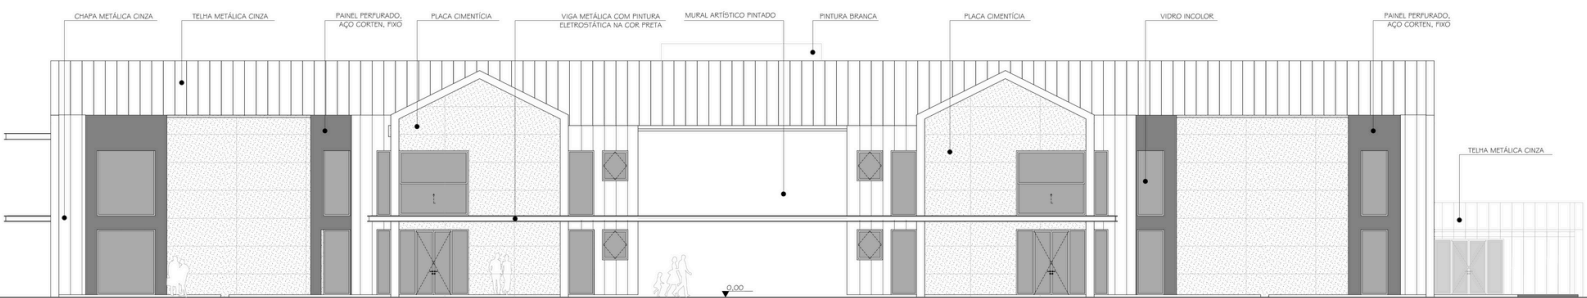 CHAPA METÁLICA CINZA
TELHA METÁLICA CINZA
PAINEL PERFURADO,
AÇO CORTEN, FIXO
PLACA CIMENTÍCIA
VIGA METÁLICA COM PINTURA
ELETROSTÁTICA NA COR PRETA
MURAL ARTÍSTICO PINTADO
PINTURA BRANCA
PLACA CIMENTÍCIA
VIDRO INCOLOR
PAINEL PERFURADO,
AÇO CORTEN, FIXO
TELHA METÁLICA CINZA
0,00